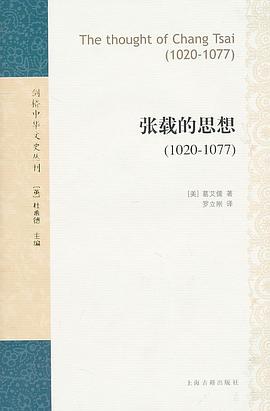 The thought of Chang Tsai
(1020-1077)
张载的思想
(1020-1077)
[美] 葛艾儒 著
罗立刚 译
剑桥中华文史丛刊
[英] 杜希德 主编
上海古籍出版社